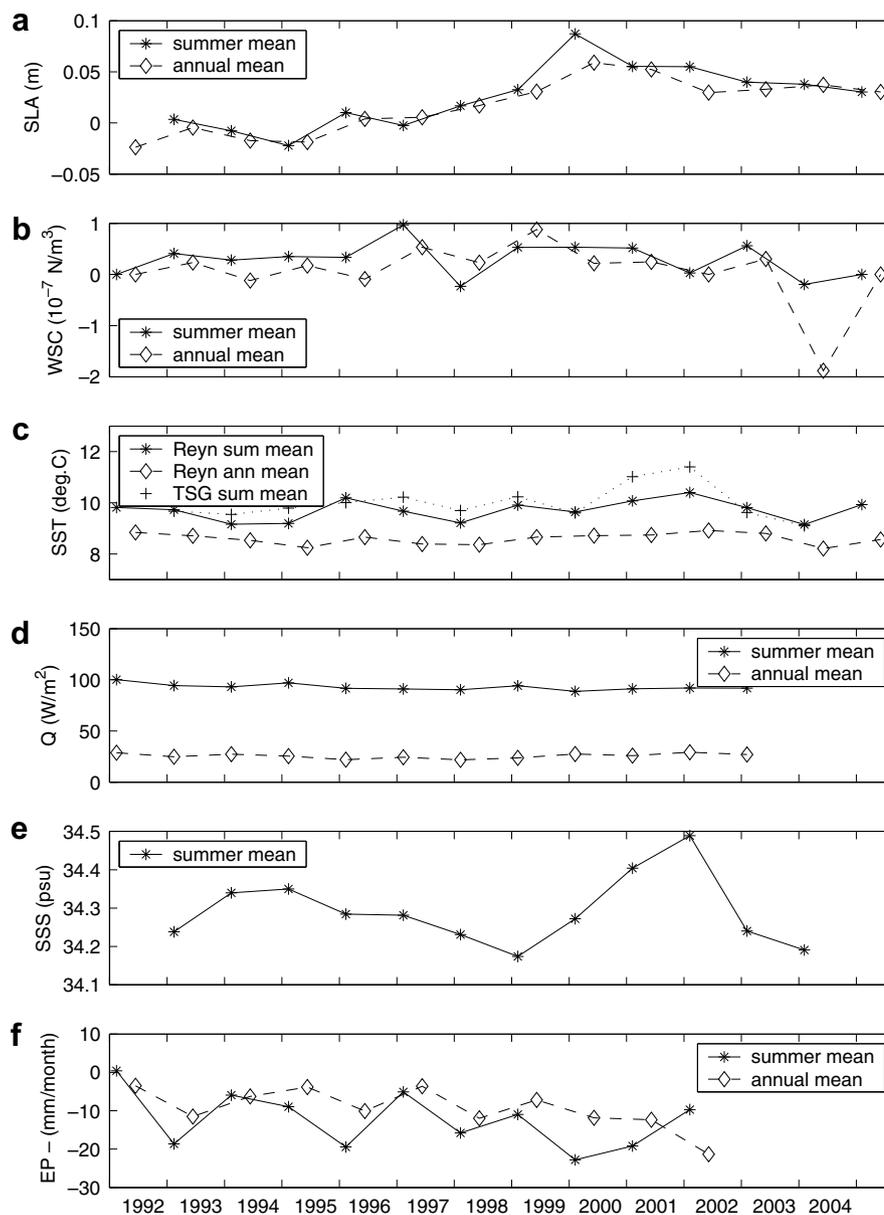 a
0.1
0.05
0
−0.05
SLA (m)
summer mean
annual mean
b
1
0
−1
−2
WSC (10⁻⁷ N/m³)
summer mean
annual mean
c
12
10
8
SST (deg.C)
Reyn sum mean
Reyn ann mean
TSG sum mean
d
150
100
50
0
Q (W/m²)
summer mean
annual mean
e
34.5
34.4
34.3
34.2
34.1
SSS (psu)
summer mean
f
10
0
−10
−20
−30
EP − (mm/month)
summer mean
annual mean
1992 1993 1994 1995 1996 1997 1998 1999 2000 2001 2002 2003 2004